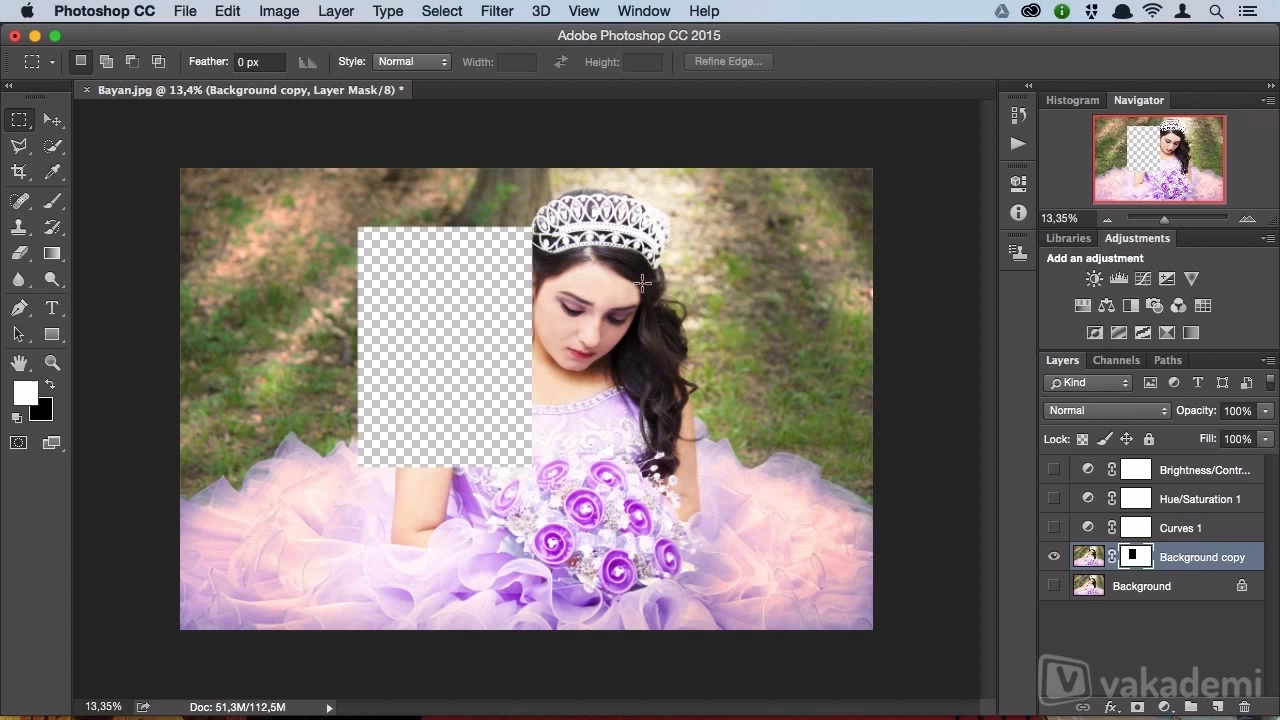 Photoshop CC File Edit Image Layer Type Select Filter 3D View Window Help
Adobe Photoshop CC 2015
Feather: 0 px Style: Normal Width: Height: Refine Edge...
× Bayan.jpg @ 13,4% (Background copy, Layer Mask/8) *
Histogram Navigator
13,35%
Libraries Adjustments
Add an adjustment
Layers Channels Paths
Kind
Normal Opacity: 100%
Lock: Fill: 100%
Brightness/Contr...
Hue/Saturation 1
Curves 1
Background copy
Background
vakademi
13,35% Doc: 51,3M/112,5M